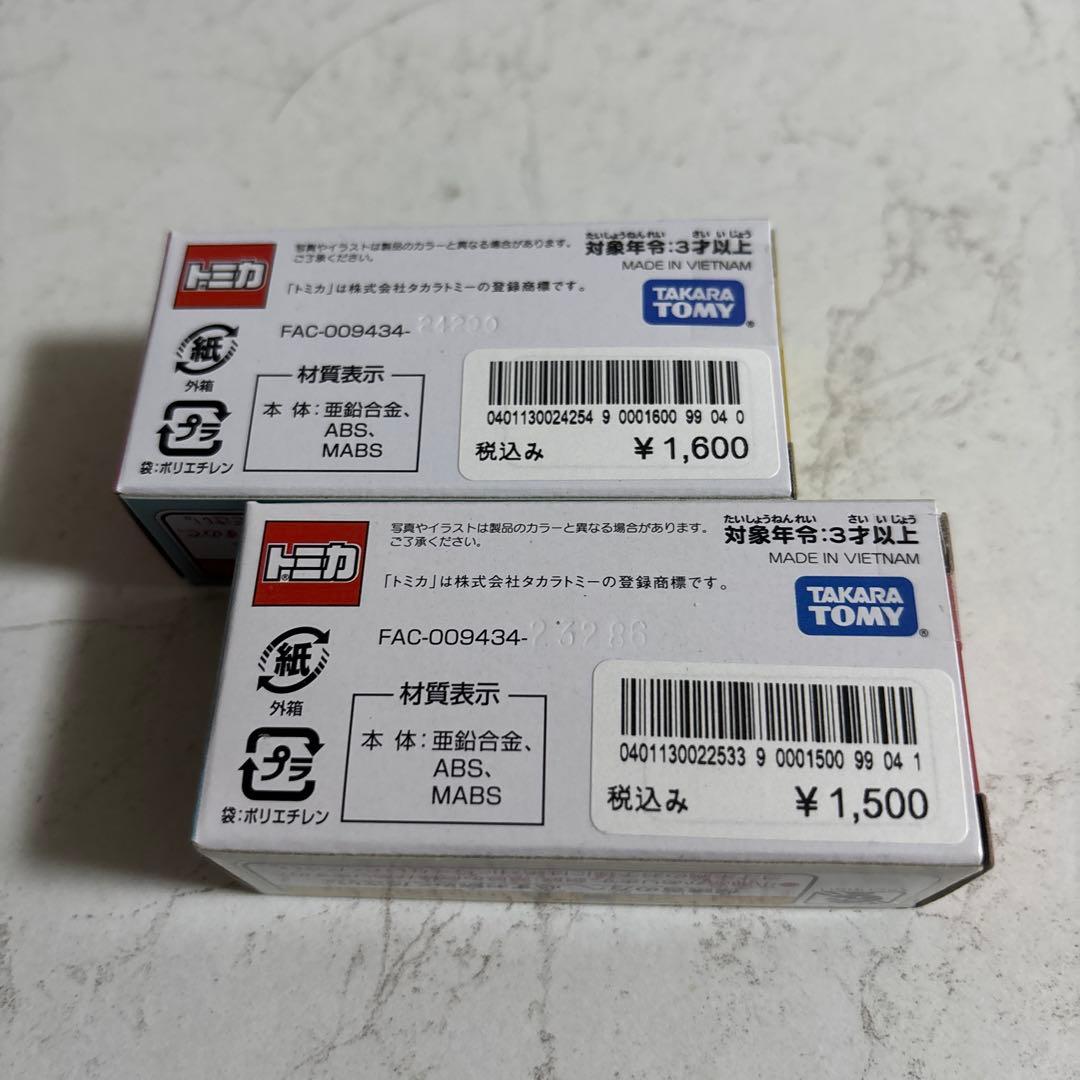 トミカ
写真やイラストは製品のカラーと異なる場合があります。
ご了承ください。
たいしょうねんれい さいいじょう
対象年令:3才以上
MADE IN VIETNAM
「トミカ」は株式会社タカラトミーの登録商標です。
TAKARA
TOMY®
FAC-009434-24200
紙
外箱
プラ
袋:ポリエチレン
材質表示
本体:亜鉛合金、
ABS、
MABS
0401130024254 9 0001600 99 04 0
税込み ¥1,600
トミカ®
写真やイラストは製品のカラーと異なる場合があります。
ご了承ください。
たいしょうねんれい さいいじょう
対象年令:3才以上
MADE IN VIETNAM
「トミカ」は株式会社タカラトミーの登録商標です。
TAKARA
TOMY®
FAC-009434-23286
紙
外箱
プラ
袋:ポリエチレン
材質表示
本体:亜鉛合金、
ABS、
MABS
0401130022533 9 0001500 99 04 1
税込み ¥1,500